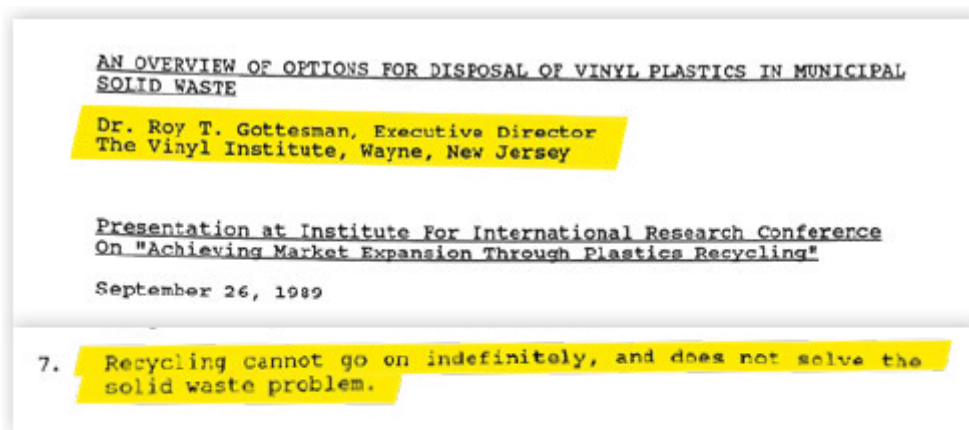 AN OVERVIEW OF OPTIONS FOR DISPOSAL OF VINYL PLASTICS IN MUNICIPAL
SOLID WASTE
Dr. Roy T. Gottesman, Executive Director
The Vinyl Institute, Wayne, New Jersey
Presentation at Institute For International Research Conference
On "Achieving Market Expansion Through Plastics Recycling"
September 26, 1989
7. Recycling cannot go on indefinitely, and does not solve the
solid waste problem.